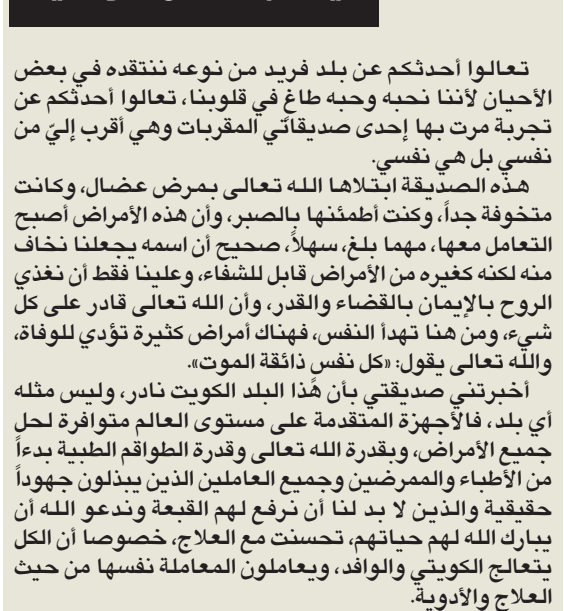 تعالوا أحدثكم عن بلد فريد من نوعه ننتقده في بعض
الأحيان لأننا نحبه وحبه طاغٍ في قلوبنا، تعالوا أحدثكم عن
تجربة مرت بها إحدى صديقاتي المقربات وهي أقرب إليّ من
نفسي بل هي نفسي.
هذه الصديقة ابتلاها الله تعالى بمرض عضال، وكانت
متخوفة جداً، وكنت أطمئنها بالصبر، وأن هذه الأمراض أصبح
التعامل معها، مهما بلغ، سهلاً، صحيح أن اسمه يجعلنا نخاف
منه لكنه كغيره من الأمراض قابل للشفاء، وعلينا فقط أن نغذي
الروح بالإيمان بالقضاء والقدر، وأن الله تعالى قادر على كل
شيء، ومن هنا تهدأ النفس، فهناك أمراض كثيرة تؤدي للوفاة،
والله تعالى يقول: «كل نفس ذائقة الموت».
أخبرتني صديقتي بأن هذا البلد الكويت نادر، وليس مثله
أي بلد، فالأجهزة المتقدمة على مستوى العالم متوافرة لحل
جميع الأمراض، وبقدرة الله تعالى وقدرة الطواقم الطبية بدءاً
من الأطباء والممرضين وجميع العاملين الذين يبذلون جهوداً
حقيقية والذين لا بد لنا أن نرفع لهم القبعة وندعو الله أن
يبارك الله لهم حياتهم، تحسنت مع العلاج، خصوصا أن الكل
يتعالج الكويتي والوافد، ويعاملون المعاملة نفسها من حيث
العلاج والأدوية.